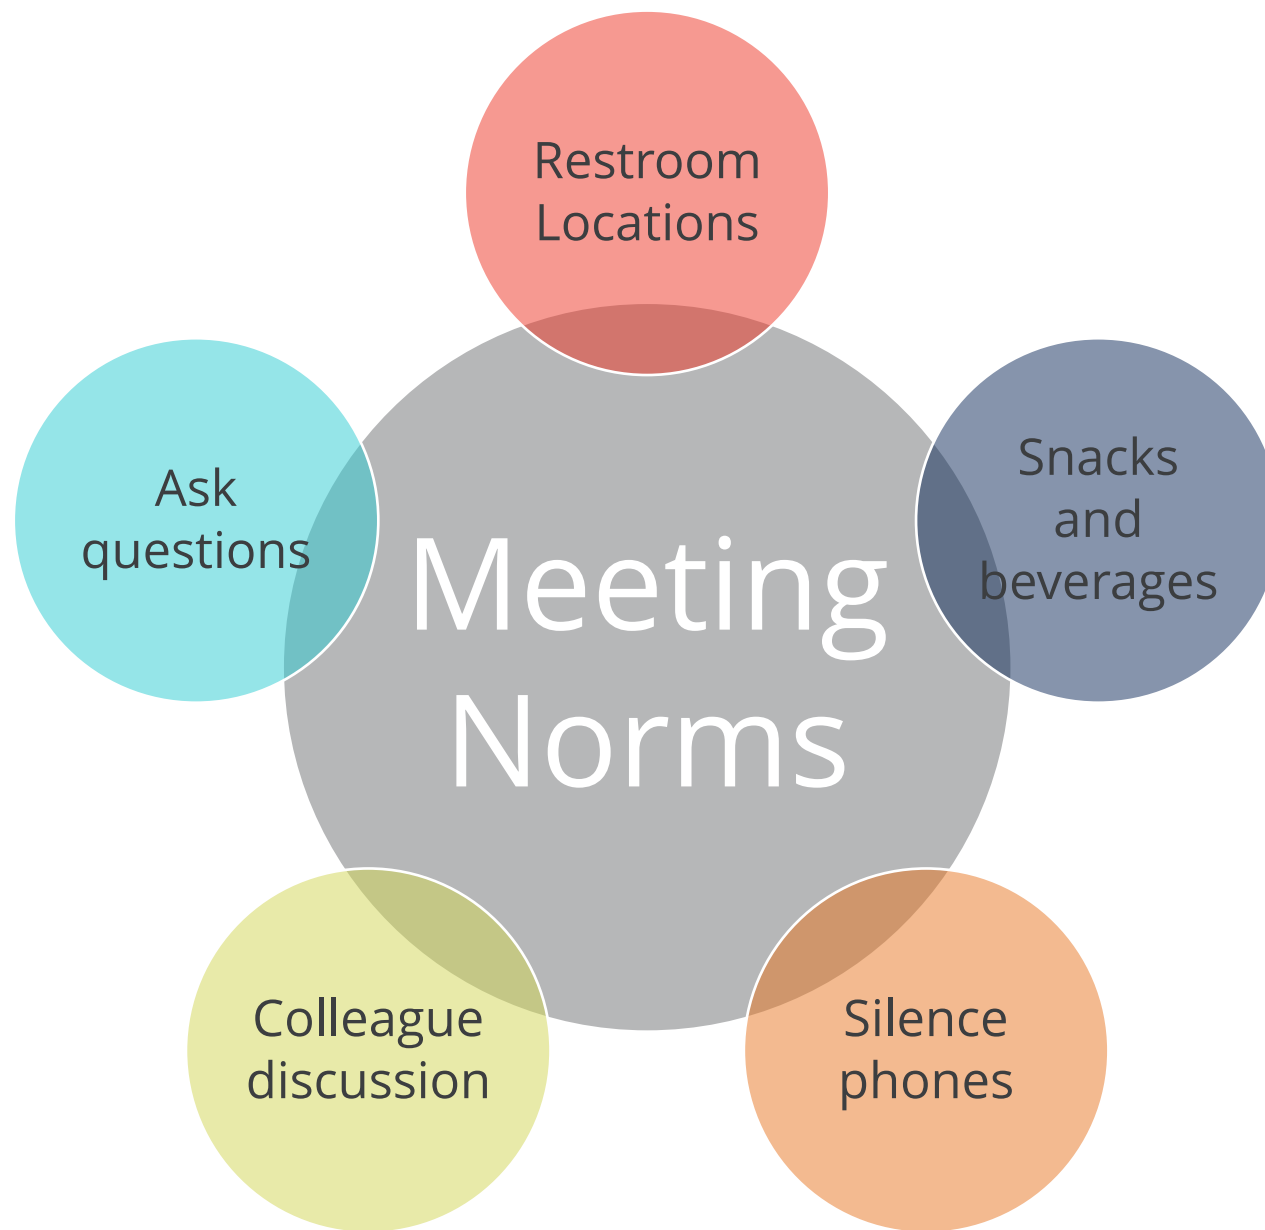 Restroom
Locations
Snacks
and
beverages
Silence
phones
Colleague
discussion
Ask
questions
Meeting
Norms